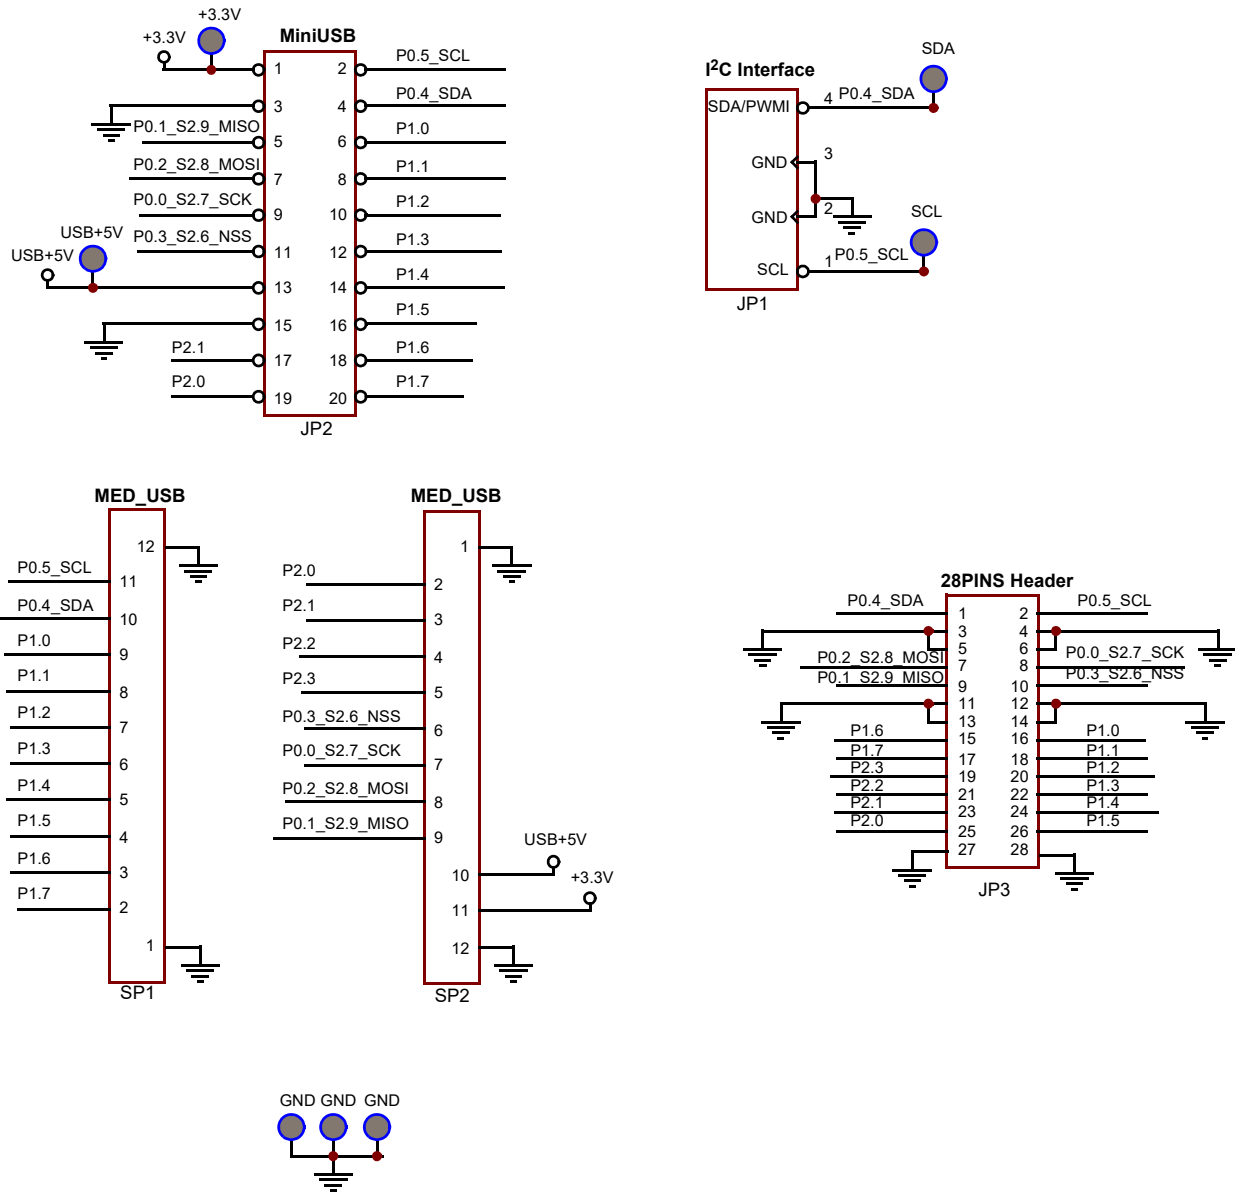 +3.3V
+3.3V
MiniUSB
1 2 P0.5_SCL
3 4 P0.4_SDA
P0.1_S2.9_MISO 5 6 P1.0
P0.2_S2.8_MOSI 7 8 P1.1
P0.0_S2.7_SCK 9 10 P1.2
USB+5V
P0.3_S2.6_NSS 11 12 P1.3
USB+5V
13 14 P1.4
15 16 P1.5
P2.1 17 18 P1.6
P2.0 19 20 P1.7
JP2
SDA
I2C Interface
SDA/PWMI 4 P0.4_SDA
GND 3
GND 2
SCL
SCL 1 P0.5_SCL
JP1
MED_USB
12
P0.5_SCL 11
P0.4_SDA 10
P1.0 9
P1.1 8
P1.2 7
P1.3 6
P1.4 5
P1.5 4
P1.6 3
P1.7 2
1
SP1
MED_USB
1
P2.0 2
P2.1 3
P2.2 4
P2.3 5
P0.3_S2.6_NSS 6
P0.0_S2.7_SCK 7
P0.2_S2.8_MOSI 8
P0.1_S2.9_MISO 9
USB+5V
10
+3.3V
11
12
SP2
28PINS Header
P0.4_SDA 1 2 P0.5_SCL
3 4
5 6
P0.2_S2.8_MOSI 7 8 P0.0_S2.7_SCK
P0.1_S2.9_MISO 9 10 P0.3_S2.6_NSS
11 12
13 14
P1.6 15 16 P1.0
P1.7 17 18 P1.1
P2.3 19 20 P1.2
P2.2 21 22 P1.3
P2.1 23 24 P1.4
P2.0 25 26 P1.5
27 28
JP3
GND GND GND